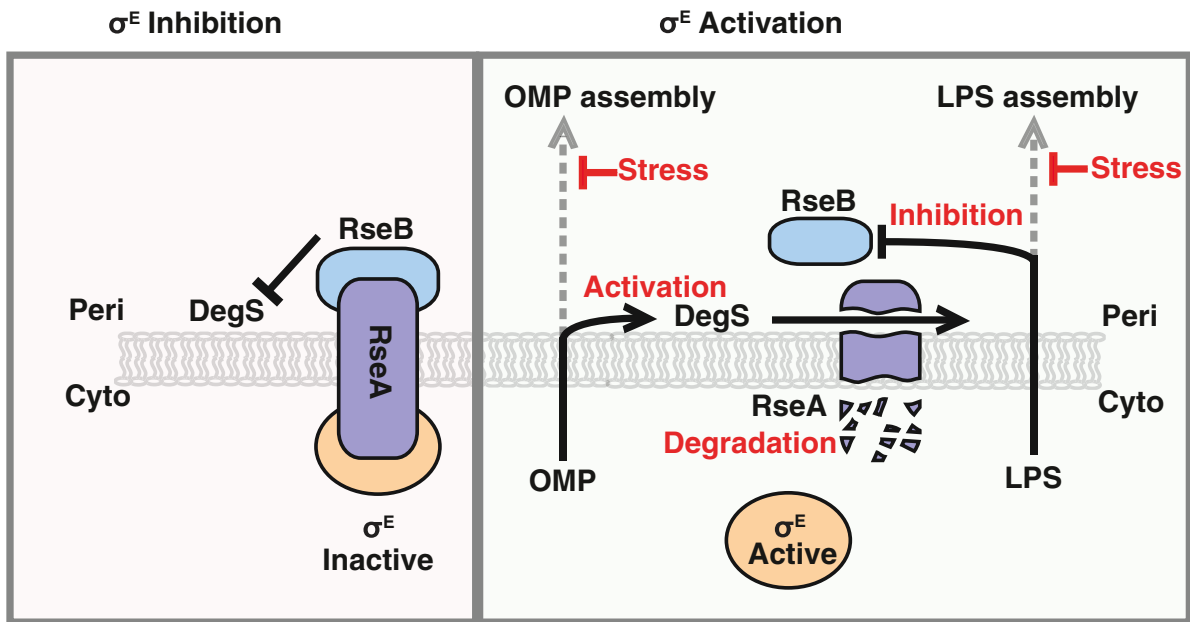 σᴱ Inhibition
RseB
DegS
Peri
RseA
Cyto
σᴱ
Inactive
σᴱ Activation
OMP assembly
LPS assembly
Stress
Stress
RseB
Inhibition
Activation
DegS
Peri
Cyto
RseA
Degradation
OMP
LPS
σᴱ
Active